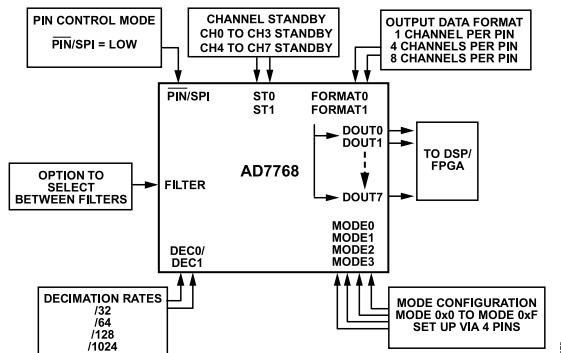 PIN CONTROL MODE
PIN/SPI = LOW
CHANNEL STANDBY
CH0 TO CH3 STANDBY
CH4 TO CH7 STANDBY
OUTPUT DATA FORMAT
1 CHANNEL PER PIN
4 CHANNELS PER PIN
8 CHANNELS PER PIN
PIN/SPI
ST0
ST1
FORMAT0
FORMAT1
DOUT0
DOUT1
TO DSP/
FPGA
AD7768
OPTION TO
SELECT
BETWEEN FILTERS
FILTER
DOUT7
MODE0
MODE1
MODE2
MODE3
DEC0/
DEC1
DECIMATION RATES
/32
/64
/128
/1024
MODE CONFIGURATION
MODE 0x0 TO MODE 0xF
SET UP VIA 4 PINS